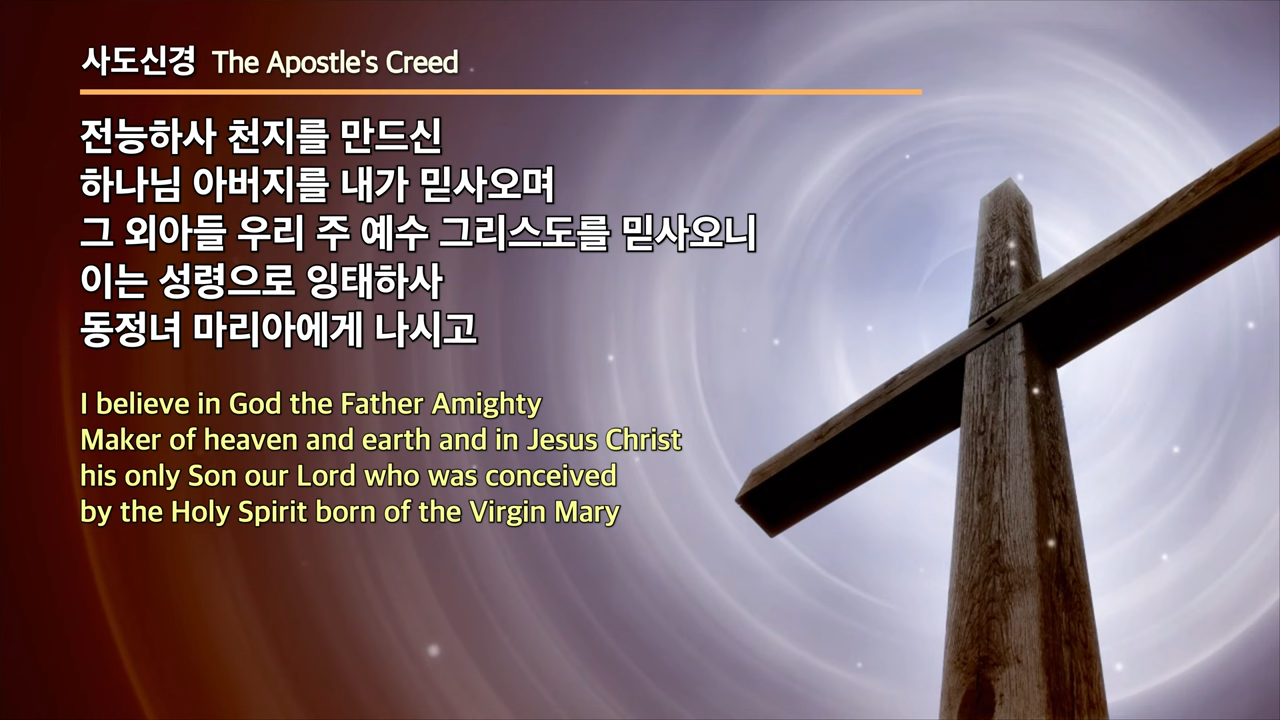 사도신경 The Apostle's Creed
전능하사 천지를 만드신
하나님 아버지를 내가 믿사오며
그 외아들 우리 주 예수 그리스도를 믿사오니
이는 성령으로 잉태하사
동정녀 마리아에게 나시고
I believe in God the Father Amighty
Maker of heaven and earth and in Jesus Christ
his only Son our Lord who was conceived
by the Holy Spirit born of the Virgin Mary